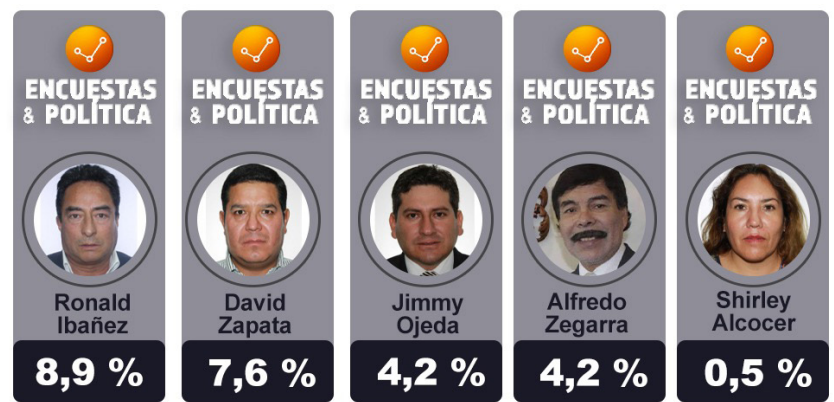 ENCUESTAS
& POLÍTICA
Ronald
Ibañez
8,9 %
ENCUESTAS
& POLÍTICA
David
Zapata
7,6 %
ENCUESTAS
& POLÍTICA
Jimmy
Ojeda
4,2 %
ENCUESTAS
& POLÍTICA
Alfredo
Zegarra
4,2 %
ENCUESTAS
& POLÍTICA
Shirley
Alcocer
0,5 %